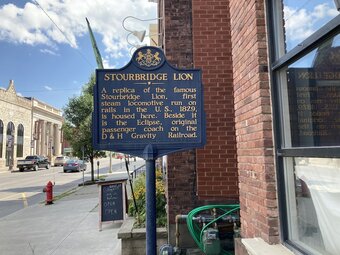 STOURBRIDGE LION
A replica of the famous
Stourbridge Lion, first
steam locomotive run on
rails in the U.S., 1829,
is housed here. Beside it
is the Eclipse, original
passenger coach on the
D & H Gravity Railroad.
OPEN